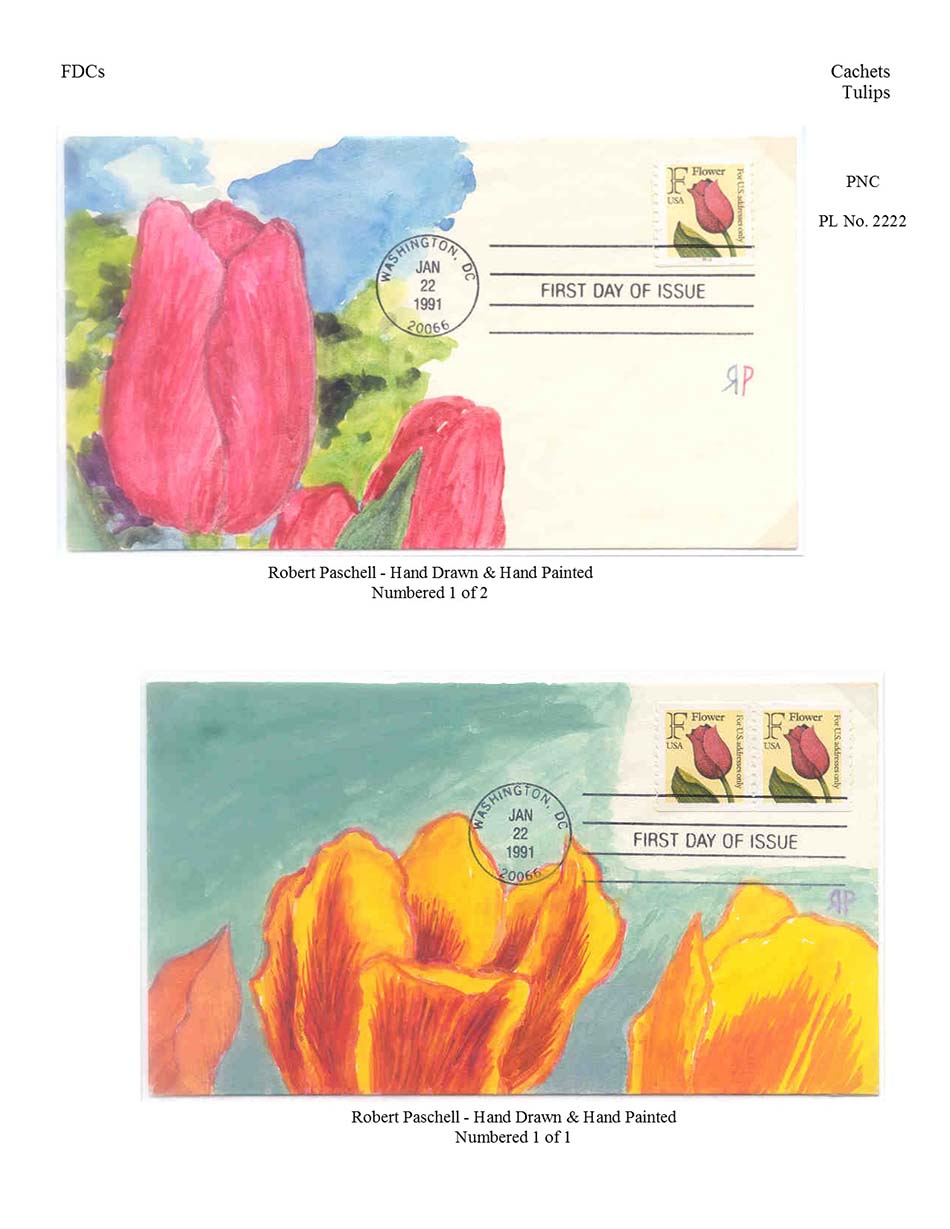 FDCs
Cachets
Tulips
PNC
PL No. 2222
F Flower
USA
For U.S. addresses only
WASHINGTON, DC
JAN
22
1991
20066
FIRST DAY OF ISSUE
RP
Robert Paschell - Hand Drawn & Hand Painted
Numbered 1 of 2
F Flower
USA
For U.S. addresses only
F Flower
USA
For U.S. addresses only
WASHINGTON, DC
JAN
22
1991
20066
FIRST DAY OF ISSUE
RP
Robert Paschell - Hand Drawn & Hand Painted
Numbered 1 of 1